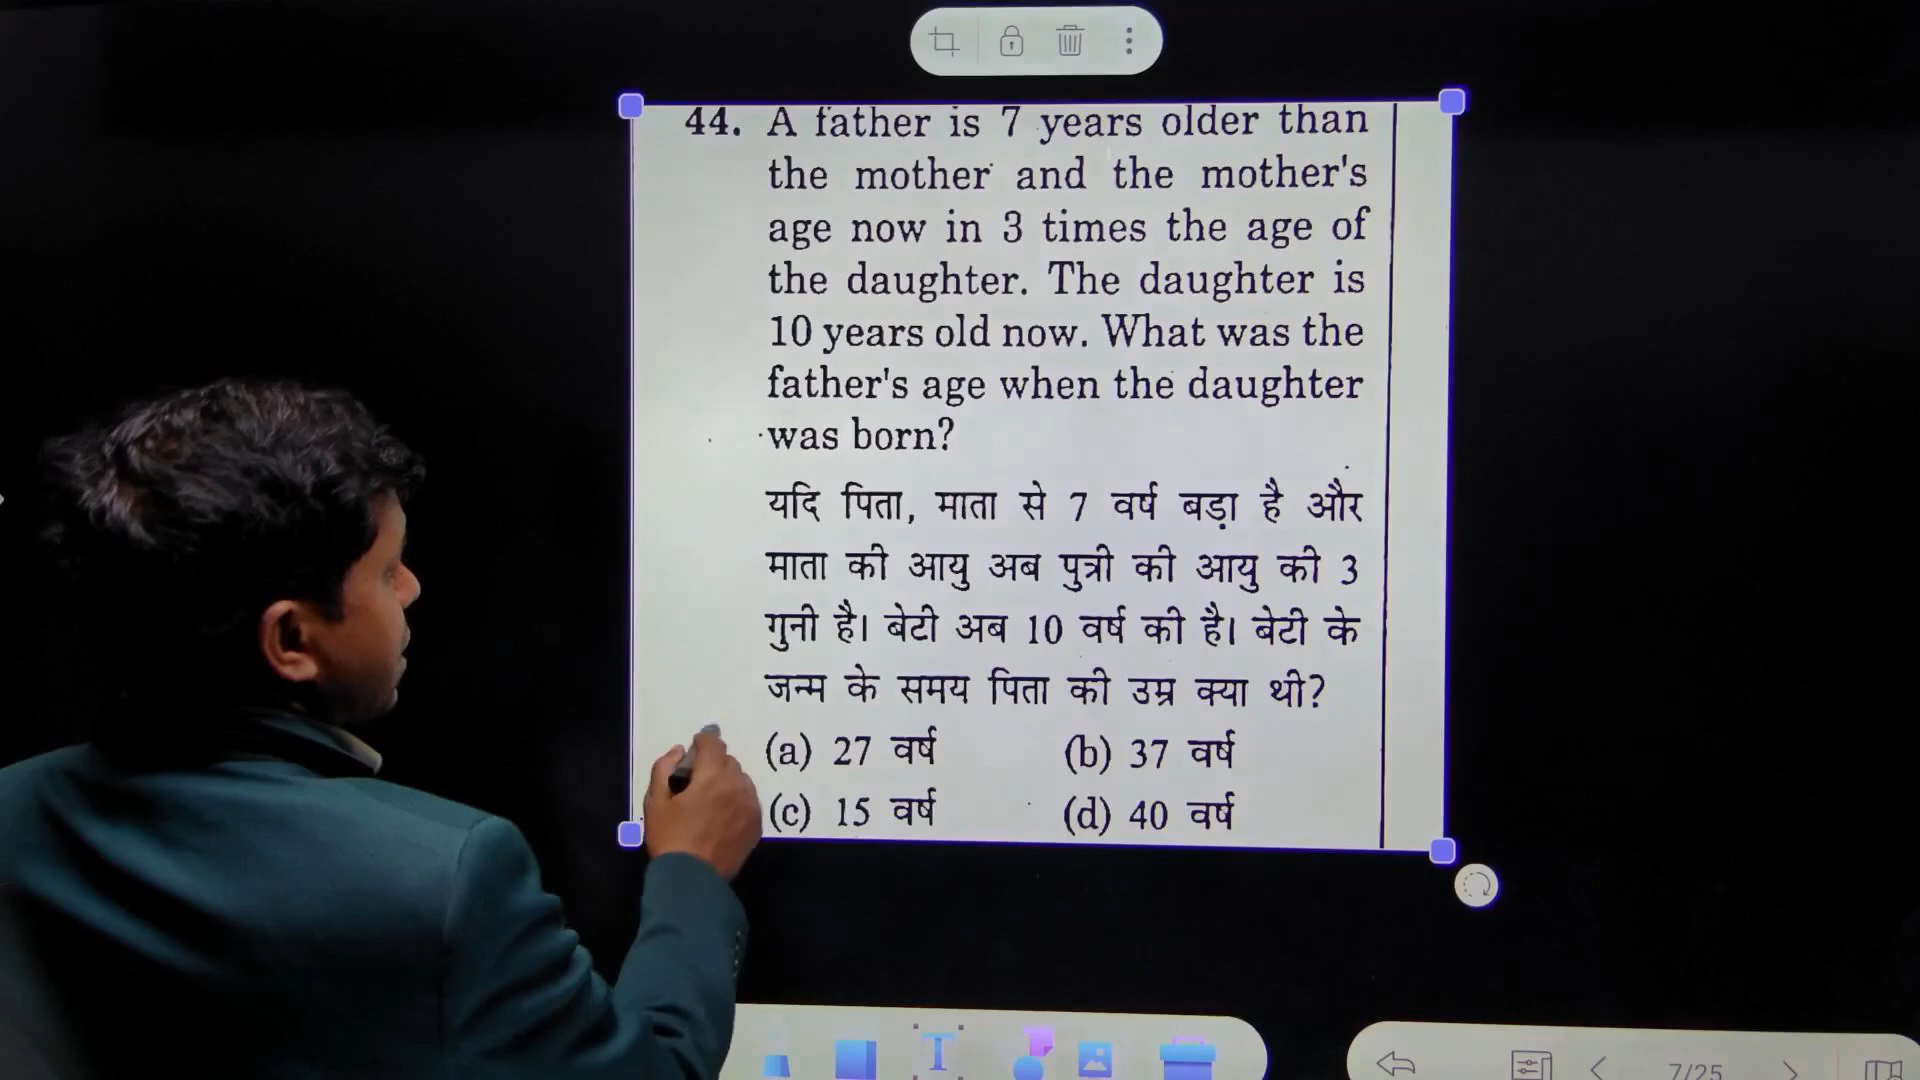 44. A father is 7 years older than
the mother and the mother's
age now in 3 times the age of
the daughter. The daughter is
10 years old now. What was the
father's age when the daughter
was born?
यदि पिता, माता से 7 वर्ष बड़ा है और
माता की आयु अब पुत्री की आयु की 3
गुनी है। बेटी अब 10 वर्ष की है। बेटी के
जन्म के समय पिता की उम्र क्या थी?
(a) 27 वर्ष (b) 37 वर्ष
(c) 15 वर्ष (d) 40 वर्ष
T
7/25